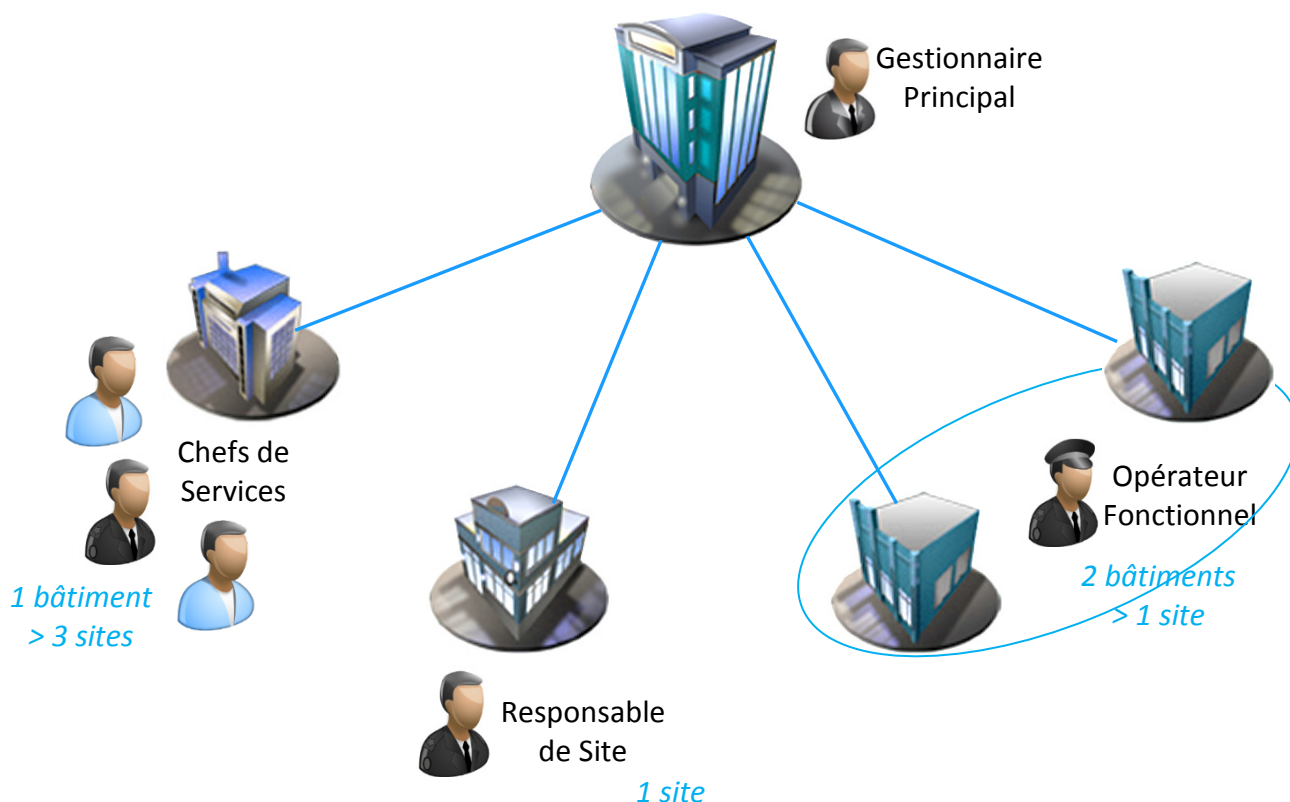 Gestionnaire
Principal
Chefs de
Services
1 bâtiment
> 3 sites
Responsable
de Site
1 site
Opérateur
Fonctionnel
2 bâtiments
> 1 site